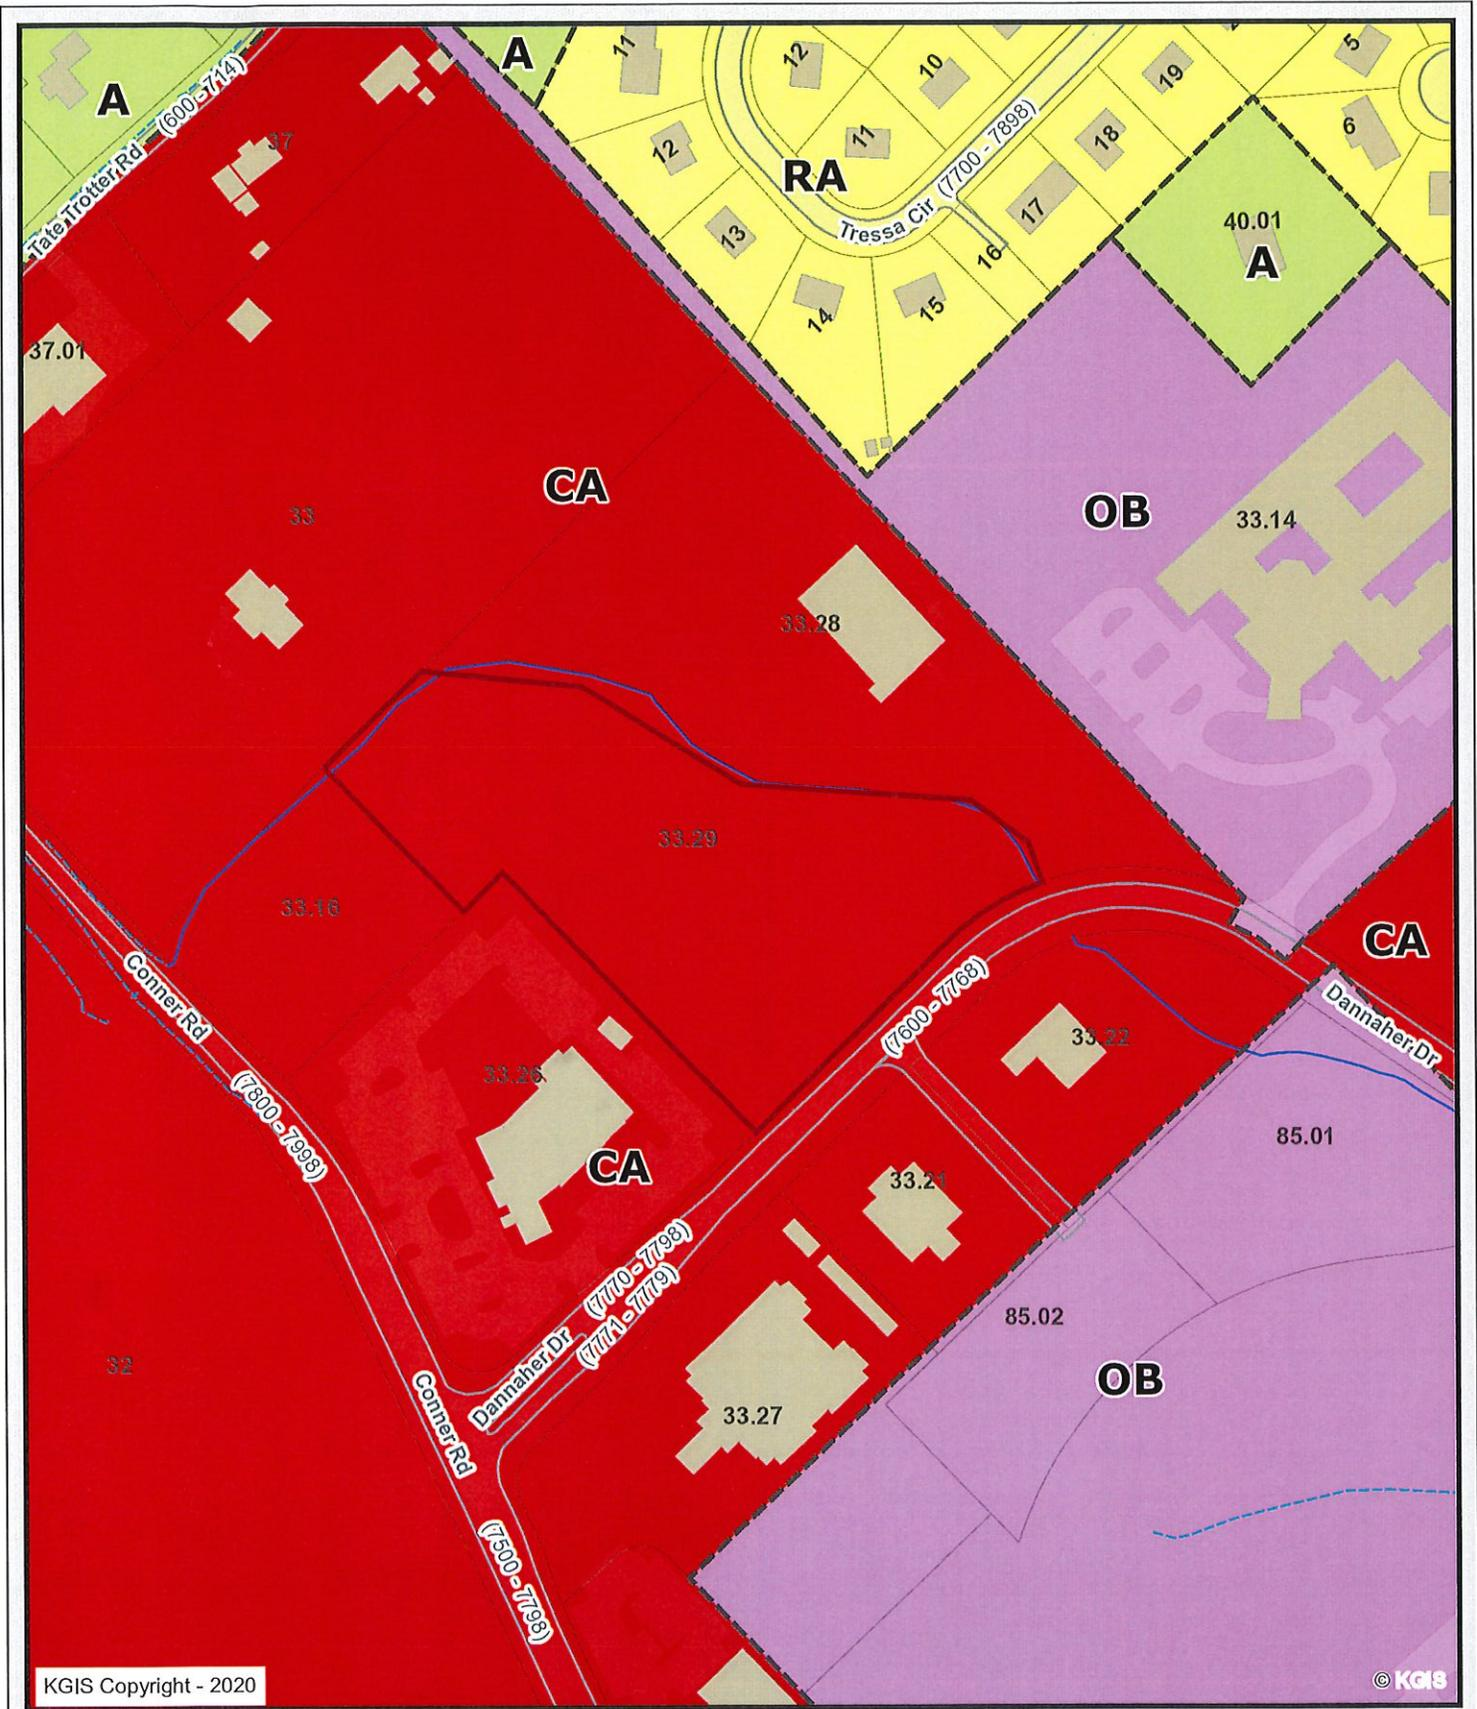 A
A
11
12
10
19
5
Tate Trotter Rd (600 - 714)
37
12
11
18
6
RA
Tressa Cir (7700 - 7898)
17
13
16
40.01
A
14
15
37.01
CA
33
OB
33.14
33.28
33.29
33.16
CA
Conner Rd
(7600 - 7768)
Dannaher Dr
33.22
33.26
(7800 - 7998)
85.01
CA
33.21
(7770 - 7798)
(7771 - 7779)
85.02
32
Dannaher Dr
OB
Conner Rd
33.27
(7500 - 7798)
KGIS Copyright - 2020
© KGIS